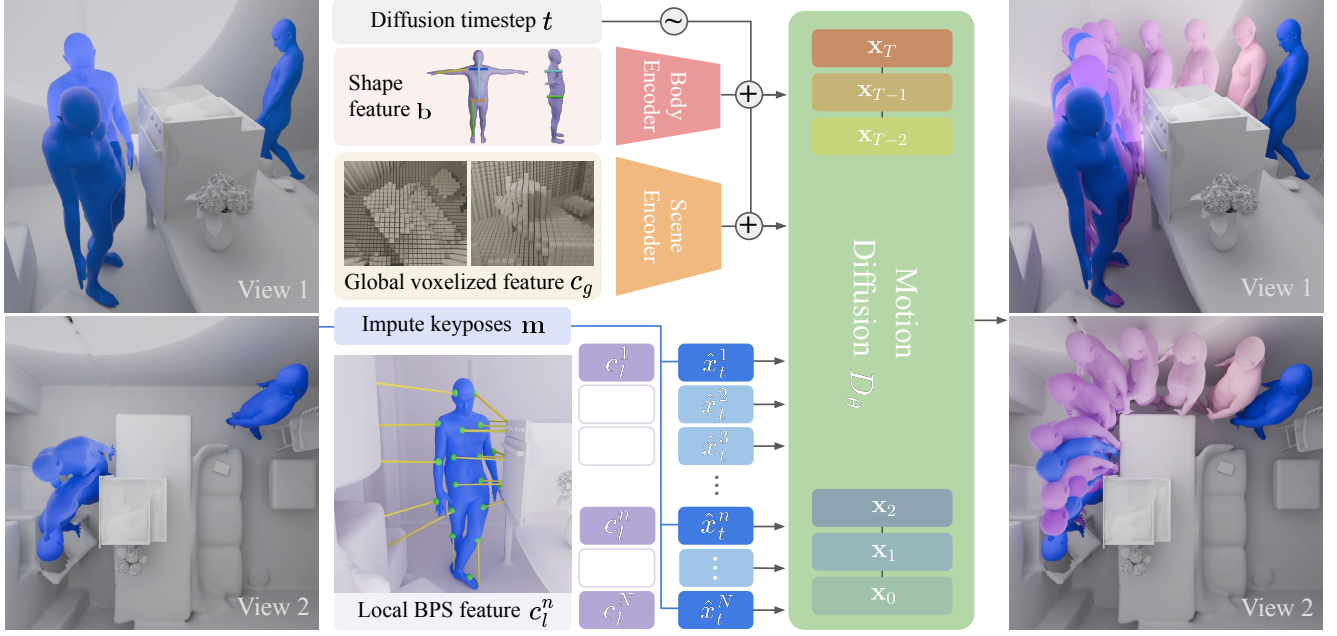 Diffusion timestep t
~
Shape
feature b
Body
Encoder
+
Scene
Encoder
+
Global voxelized feature c_g
View 1
Impute keyposes m
Local BPS feature c_l^n
View 2
c_l^1
c_l^n
c_l^N
x̂_t^1
x̂_t^2
x̂_t^3
⋮
x̂_t^n
⋮
x̂_t^N
x_T
x_{T-1}
x_{T-2}
Motion
Diffusion D_θ
x_2
x_1
x_0
View 1
View 2